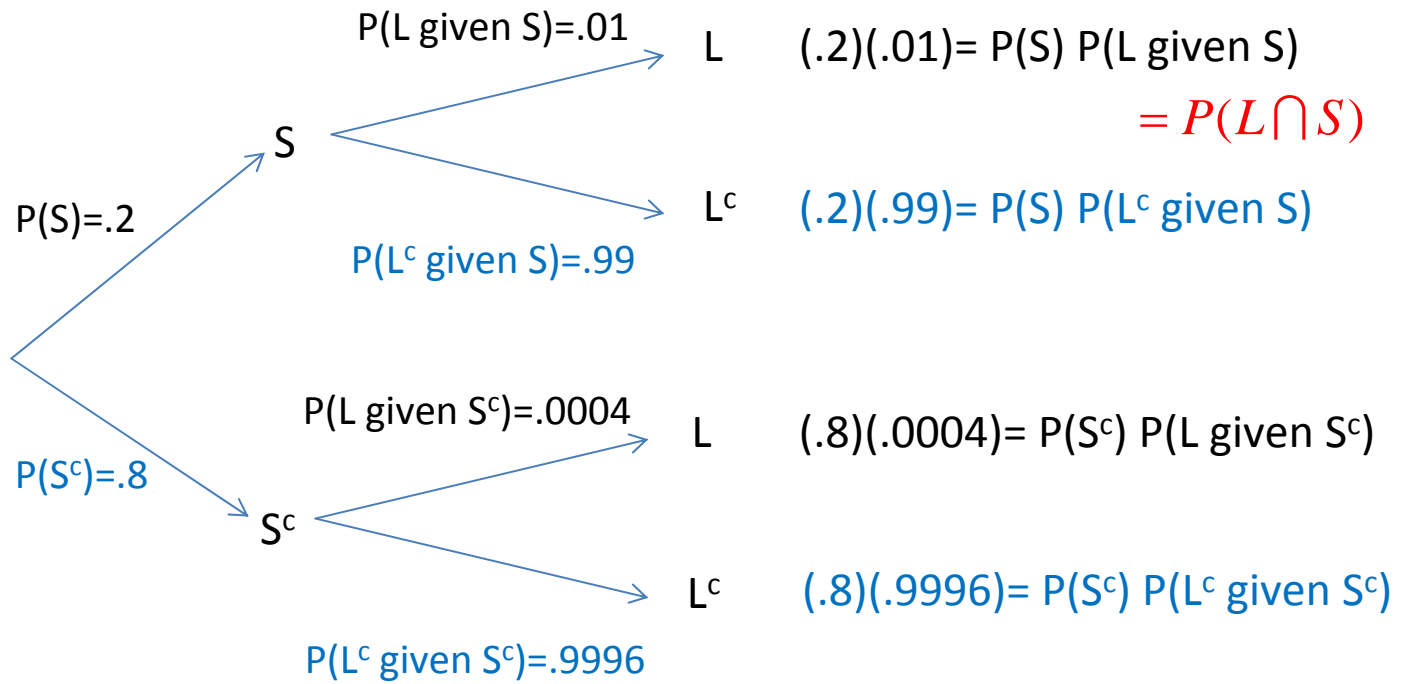 P(L given S)=.01
L (.2)(.01)= P(S) P(L given S)
= P(L⋂S)
S
P(S)=.2
Lᶜ (.2)(.99)= P(S) P(Lᶜ given S)
P(Lᶜ given S)=.99
P(L given Sᶜ)=.0004
L (.8)(.0004)= P(Sᶜ) P(L given Sᶜ)
P(Sᶜ)=.8
Sᶜ
Lᶜ (.8)(.9996)= P(Sᶜ) P(Lᶜ given Sᶜ)
P(Lᶜ given Sᶜ)=.9996